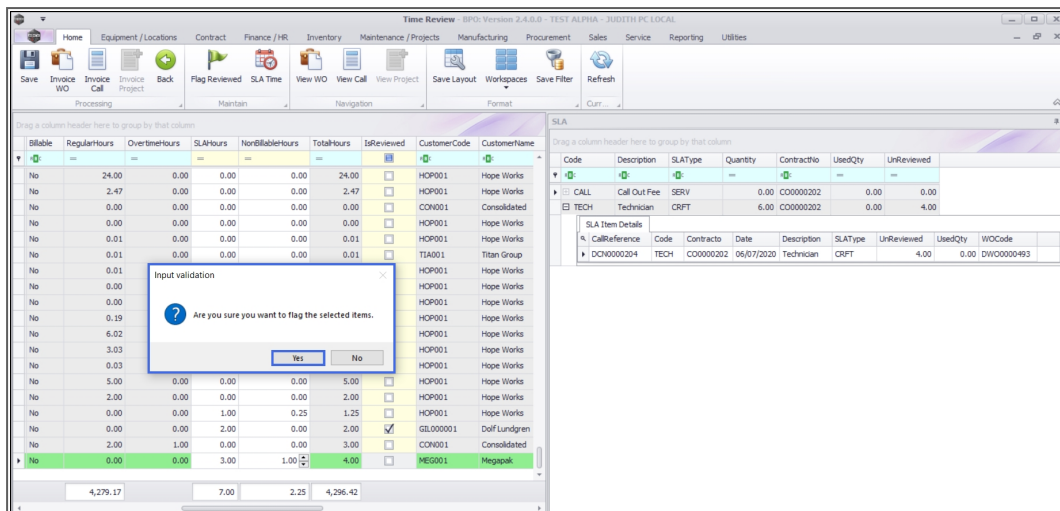 Time Review - BPO: Version 2.4.0.0 - TEST ALPHA - JUDITH PC LOCAL
Home Equipment / Locations Contract Finance / HR Inventory Maintenance / Projects Manufacturing Procurement Sales Service Reporting Utilities
Save Invoice WO Invoice Call Invoice Project Back Flag Reviewed SLA Time View WO View Call View Project Save Layout Workspaces Save Filter Refresh
Processing Maintain Navigation Format Curr...
Drag a column header here to group by that column
Billable RegularHours OvertimeHours SLAHours NonBillableHours TotalHours IsReviewed CustomerCode CustomerName
= = = = =
No 24.00 0.00 0.00 0.00 24.00 HOP001 Hope Works
No 2.47 0.00 0.00 0.00 2.47 HOP001 Hope Works
No 0.00 0.00 0.00 0.00 0.00 CON001 Consolidated
No 0.00 0.00 0.00 0.00 0.00 HOP001 Hope Works
No 0.01 0.00 0.00 0.00 0.01 HOP001 Hope Works
No 0.01 0.00 0.00 0.00 0.01 TIA001 Titan Group
No 0.01 HOP001 Hope Works
No 0.00 HOP001 Hope Works
No 0.00 HOP001 Hope Works
No 0.19 HOP001 Hope Works
No 6.02 HOP001 Hope Works
No 3.03 HOP001 Hope Works
No 0.03 HOP001 Hope Works
No 5.00 0.00 0.00 0.00 5.00 HOP001 Hope Works
No 2.00 0.00 0.00 0.00 2.00 HOP001 Hope Works
No 0.00 0.00 1.00 0.25 1.25 HOP001 Hope Works
No 0.00 0.00 2.00 0.00 2.00 GIL000001 Dolf Lundgren
No 2.00 1.00 0.00 0.00 3.00 CON001 Consolidated
No 0.00 0.00 3.00 1.00 4.00 MEG001 Megapak
4,279.17 7.00 2.25 4,296.42
Input validation
Are you sure you want to flag the selected items.
Yes No
SLA
Drag a column header here to group by that column
Code Description SLAType Quantity ContractNo UsedQty UnReviewed
= = =
CALL Call Out Fee SERV 0.00 CO0000202 0.00 0.00
TECH Technician CRFT 6.00 CO0000202 0.00 4.00
SLA Item Details
CallReference Code Contracto Date Description SLAType UnReviewed UsedQty WOCode
DCN0000204 TECH CO0000202 06/07/2020 Technician CRFT 4.00 0.00 DWO0000493